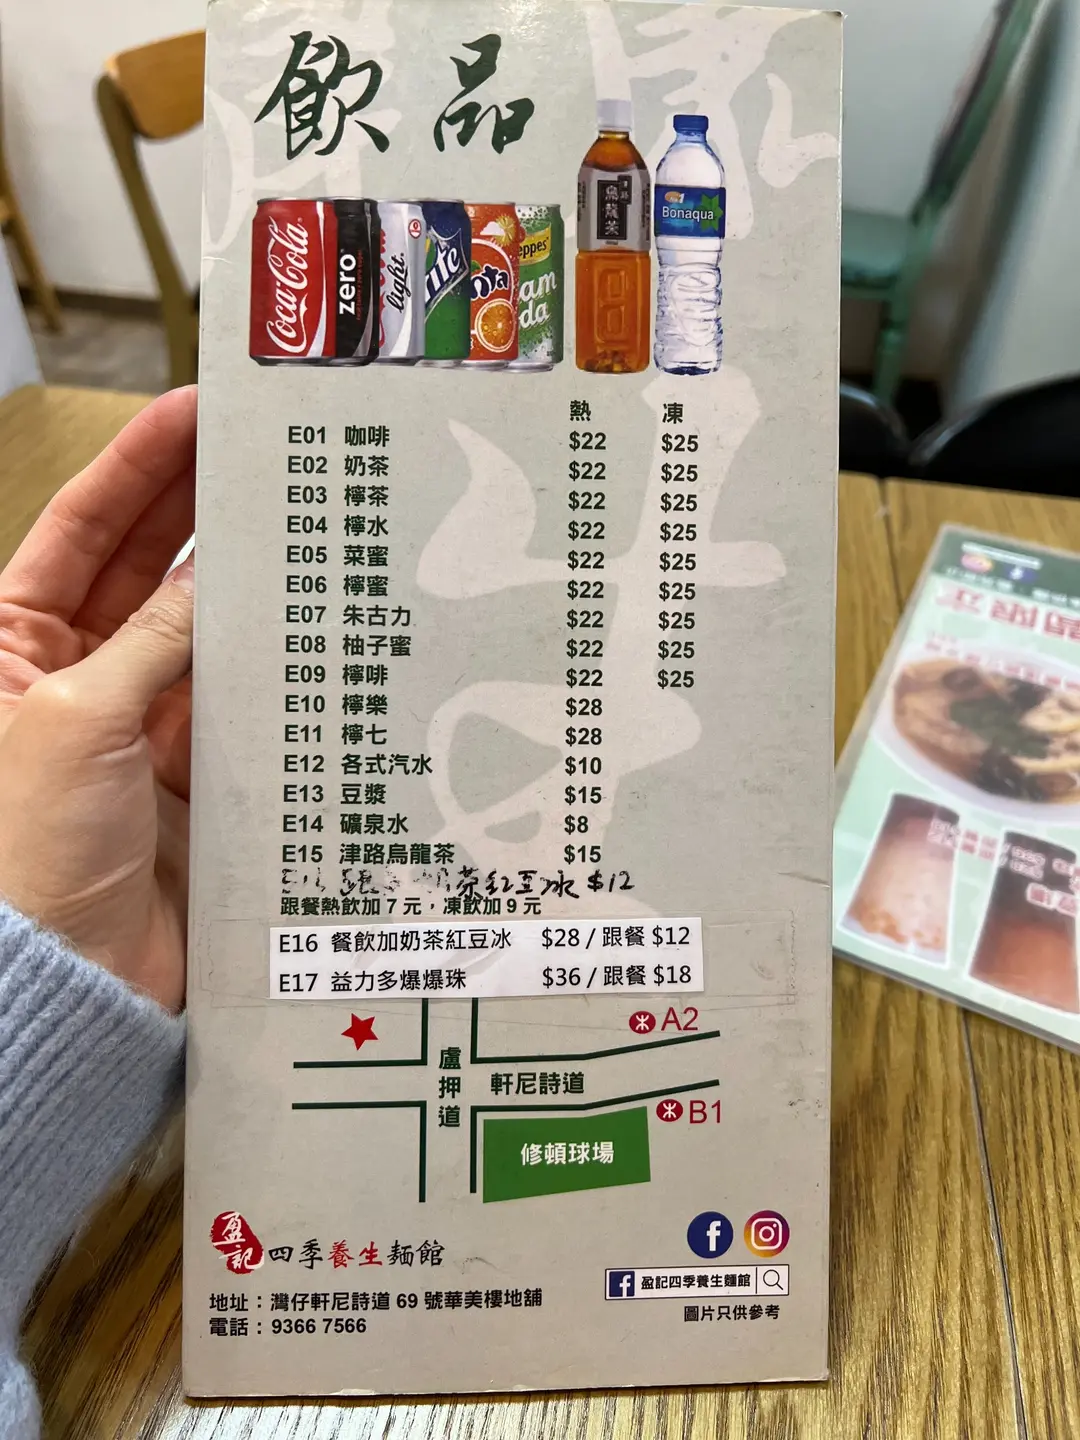 飲品
Coca-Cola
zero
light
Bonaqua
烏龍茶
熱 凍
E01 咖啡 $22 $25
E02 奶茶 $22 $25
E03 檸茶 $22 $25
E04 檸水 $22 $25
E05 菜蜜 $22 $25
E06 檸蜜 $22 $25
E07 朱古力 $22 $25
E08 柚子蜜 $22 $25
E09 檸啡 $22 $25
E10 檸樂 $28
E11 檸七 $28
E12 各式汽水 $10
E13 豆漿 $15
E14 礦泉水 $8
E15 津路烏龍茶 $15
茶紅豆冰 $12
跟餐熱飲加 7 元，凍飲加 9 元
E16 餐飲加奶茶紅豆冰 $28 / 跟餐 $12
E17 益力多爆爆珠 $36 / 跟餐 $18
A2
盧押道
軒尼詩道
B1
修頓球場
盈記 四季養生麵館
盈記四季養生麵館
地址：灣仔軒尼詩道 69 號華美樓地舖
電話：9366 7566
圖片只供參考